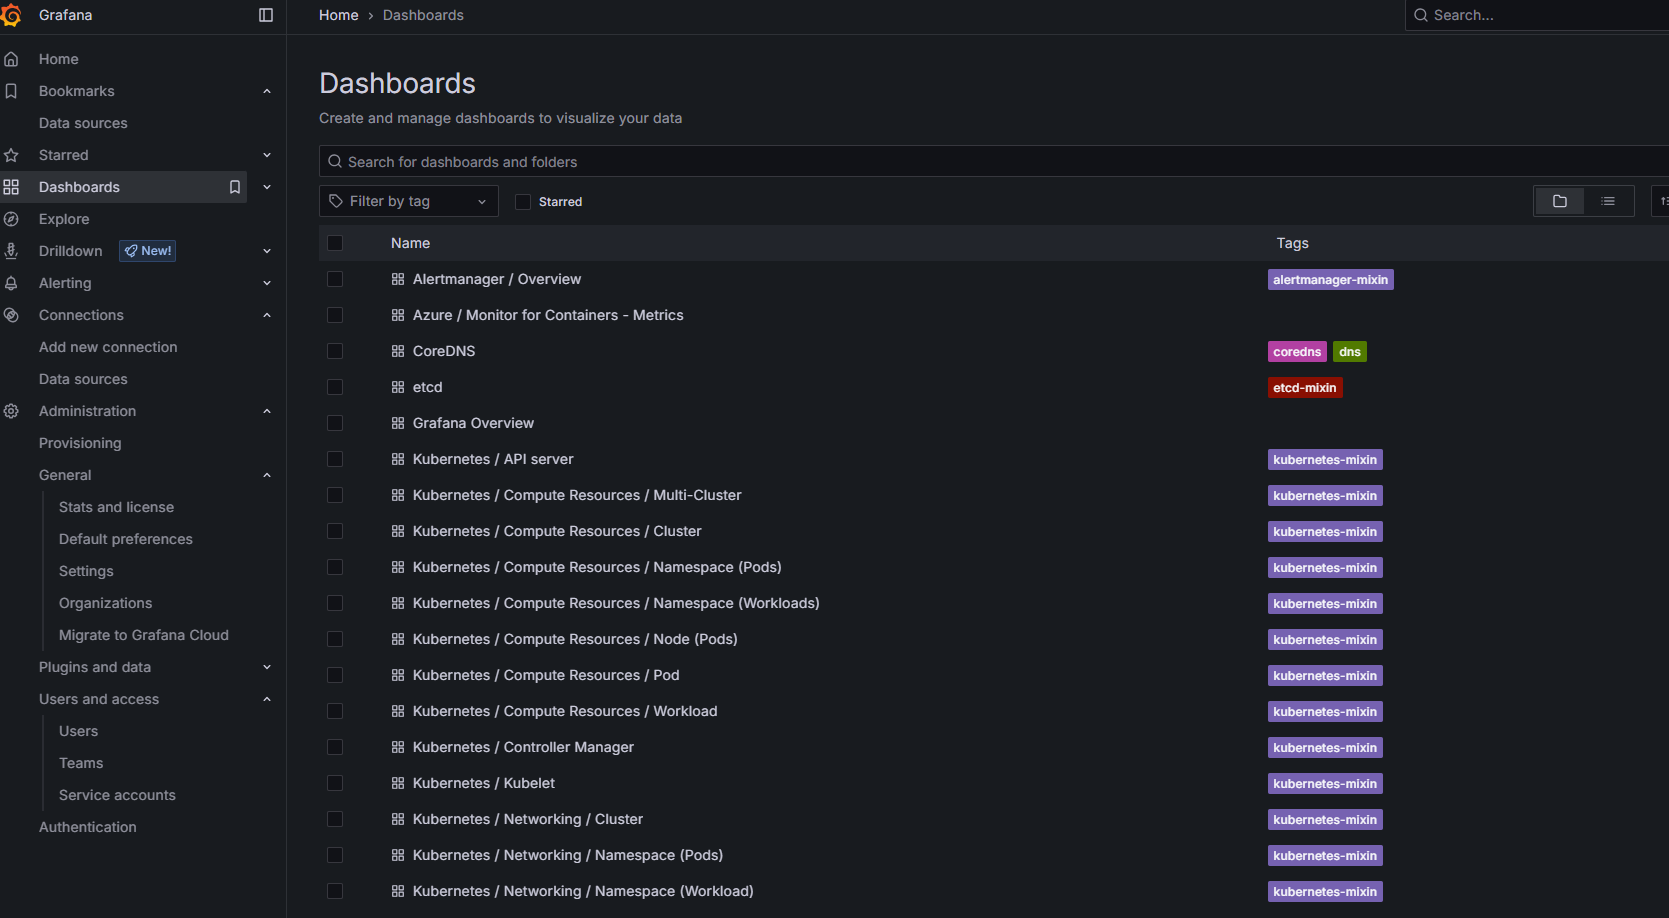 Grafana
Home › Dashboards
Search...
Home
Bookmarks
Data sources
Starred
Dashboards
Explore
Drilldown New!
Alerting
Connections
Add new connection
Data sources
Administration
Provisioning
General
Stats and license
Default preferences
Settings
Organizations
Migrate to Grafana Cloud
Plugins and data
Users and access
Users
Teams
Service accounts
Authentication
Dashboards
Create and manage dashboards to visualize your data
Search for dashboards and folders
Filter by tag Starred
Name Tags
Alertmanager / Overview alertmanager-mixin
Azure / Monitor for Containers - Metrics
CoreDNS coredns dns
etcd etcd-mixin
Grafana Overview
Kubernetes / API server kubernetes-mixin
Kubernetes / Compute Resources / Multi-Cluster kubernetes-mixin
Kubernetes / Compute Resources / Cluster kubernetes-mixin
Kubernetes / Compute Resources / Namespace (Pods) kubernetes-mixin
Kubernetes / Compute Resources / Namespace (Workloads) kubernetes-mixin
Kubernetes / Compute Resources / Node (Pods) kubernetes-mixin
Kubernetes / Compute Resources / Pod kubernetes-mixin
Kubernetes / Compute Resources / Workload kubernetes-mixin
Kubernetes / Controller Manager kubernetes-mixin
Kubernetes / Kubelet kubernetes-mixin
Kubernetes / Networking / Cluster kubernetes-mixin
Kubernetes / Networking / Namespace (Pods) kubernetes-mixin
Kubernetes / Networking / Namespace (Workload) kubernetes-mixin